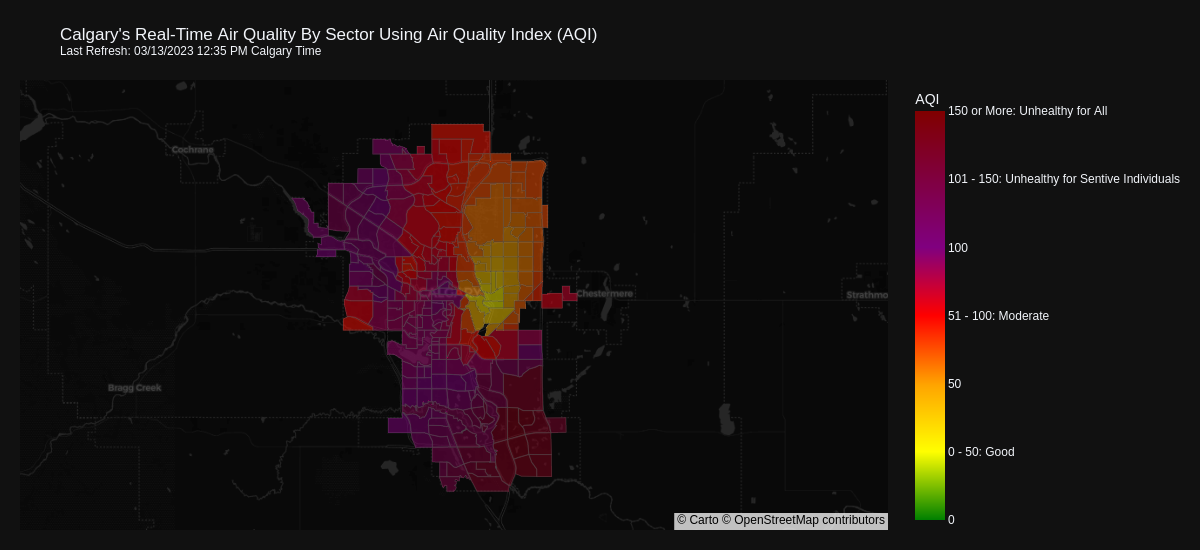 Calgary's Real-Time Air Quality By Sector Using Air Quality Index (AQI)
Last Refresh: 03/13/2023 12:35 PM Calgary Time
AQI
150 or More: Unhealthy for All
101 - 150: Unhealthy for Sentive Individuals
100
51 - 100: Moderate
50
0 - 50: Good
0
Cochrane
CALGARY
Chestermere
Strathmo
Bragg Creek
© Carto © OpenStreetMap contributors